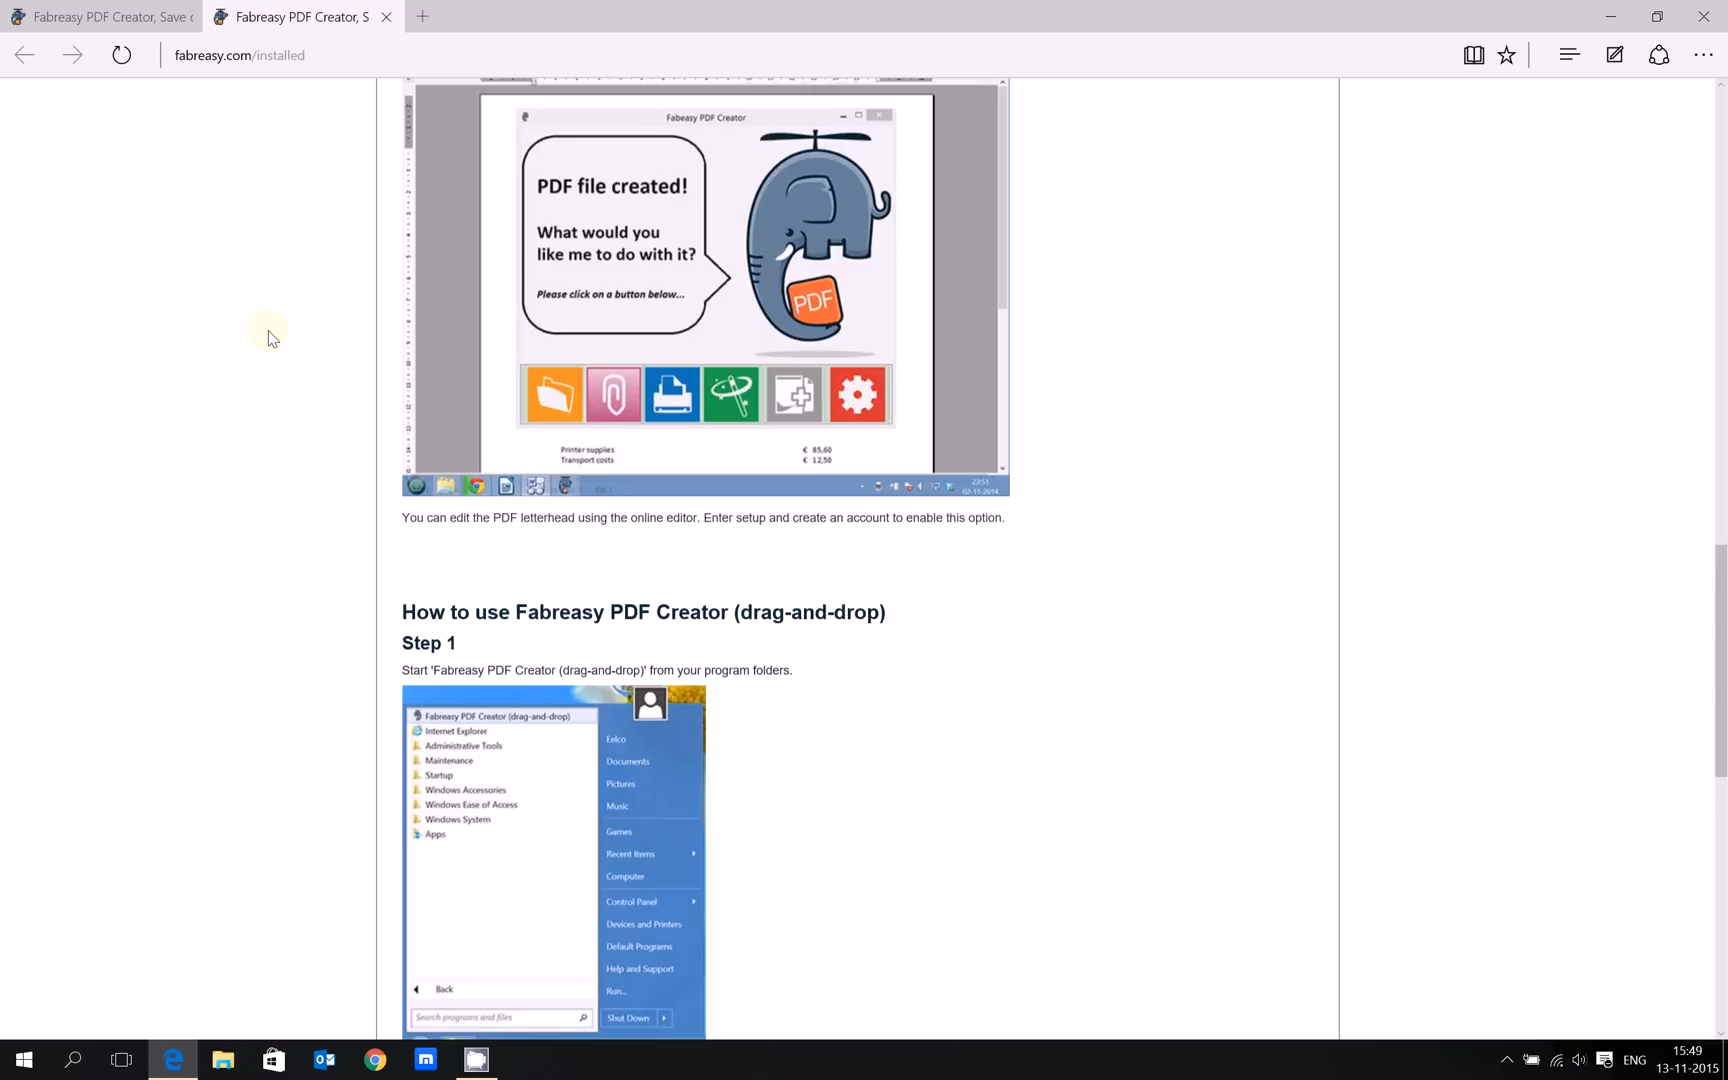 Fabreasy PDF Creator, Save
Fabreasy PDF Creator, S
fabreasy.com/installed
Fabeasy PDF Creator
PDF file created!
What would you
like me to do with it?
Please click on a button below...
PDF
Printer supplies € 85,60
Transport costs € 12,50
23:51
02-11-2014
You can edit the PDF letterhead using the online editor. Enter setup and create an account to enable this option.
How to use Fabreasy PDF Creator (drag-and-drop)
Step 1
Start 'Fabreasy PDF Creator (drag-and-drop)' from your program folders.
Fabreasy PDF Creator (drag-and-drop)
Internet Explorer
Administrative Tools
Maintenance
Startup
Windows Accessories
Windows Ease of Access
Windows System
Apps
Back
Search programs and files
Eelco
Documents
Pictures
Music
Games
Recent Items
Computer
Control Panel
Devices and Printers
Default Programs
Help and Support
Run...
Shut Down
ENG
15:49
13-11-2015